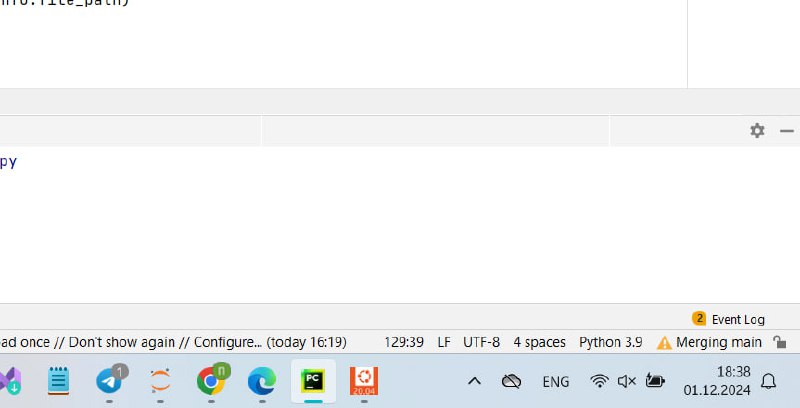 .file_path)
py
2 Event Log
ad once // Don't show again // Configure... (today 16:19) 129:39 LF UTF-8 4 spaces Python 3.9 Merging main
1 П PC 20.04 ENG 18:38
01.12.2024